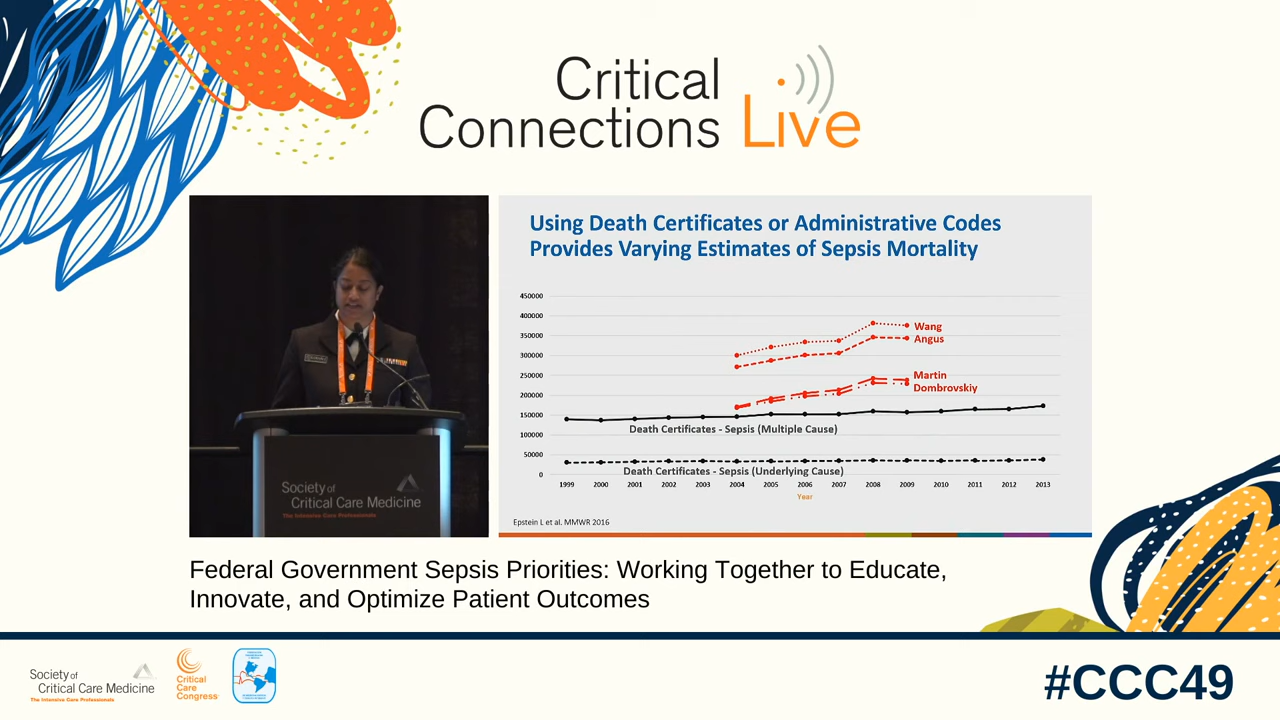 Critical
Connections Live
Using Death Certificates or Administrative Codes
Provides Varying Estimates of Sepsis Mortality
450000
400000
350000
300000
250000
200000
150000
100000
50000
0
Wang
Angus
Martin
Dombrovskiy
Death Certificates - Sepsis (Multiple Cause)
Death Certificates - Sepsis (Underlying Cause)
1999 2000 2001 2002 2003 2004 2005 2006 2007 2008 2009 2010 2011 2012 2013
Year
Epstein L et al. MMWR 2016
Society of
Critical Care Medicine
The Intensive Care Professionals
Federal Government Sepsis Priorities: Working Together to Educate,
Innovate, and Optimize Patient Outcomes
Society of
Critical Care Medicine
The Intensive Care Professionals
Critical
Care
Congress
#CCC49